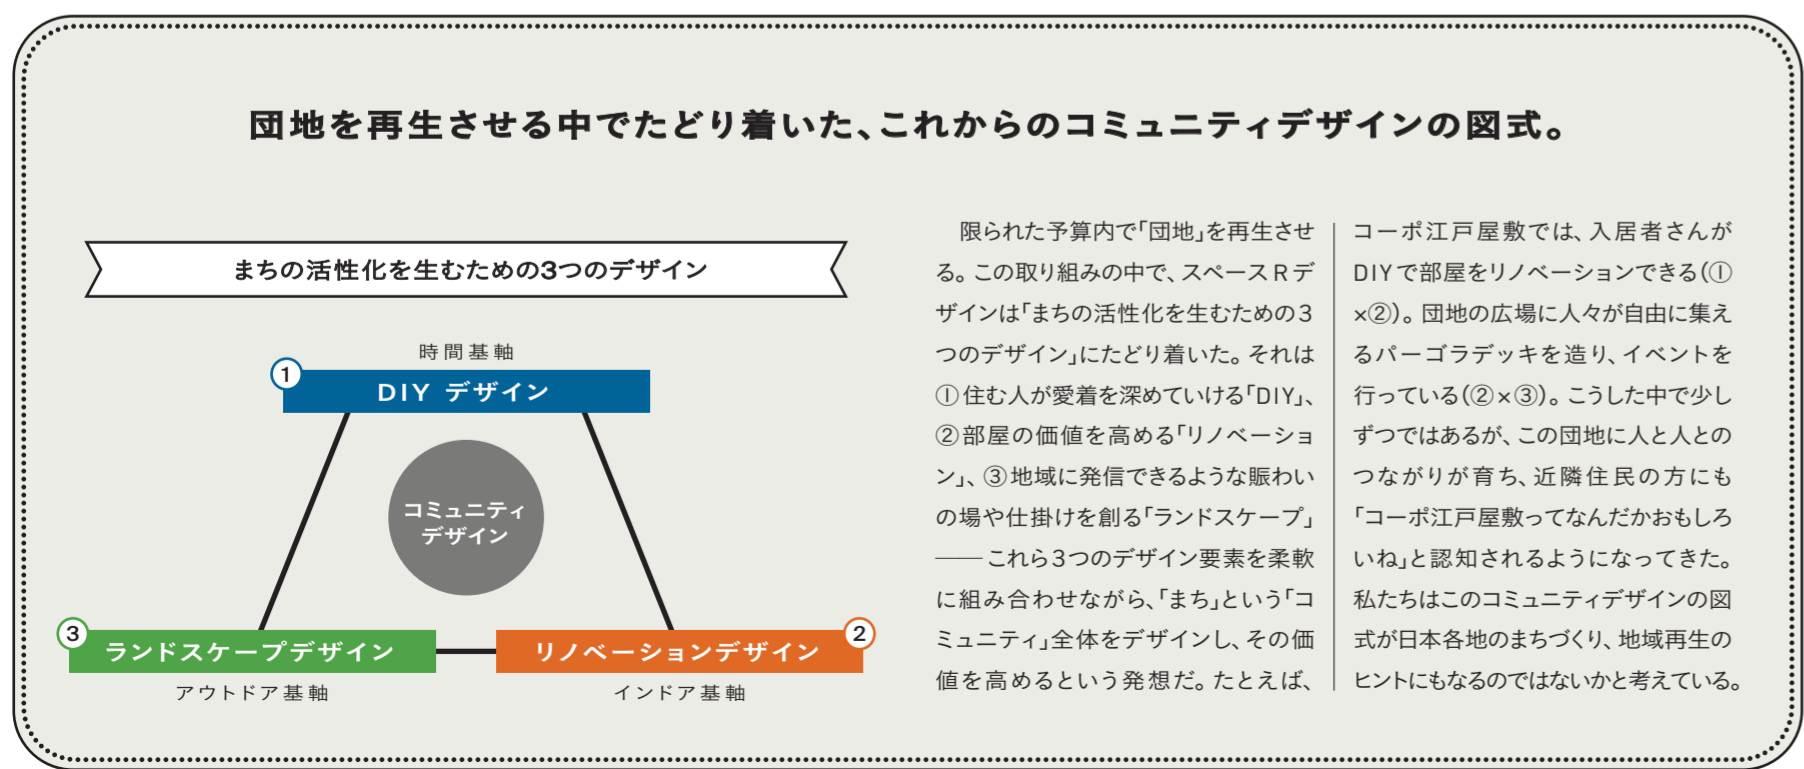 団地を再生させる中でたどり着いた、これからのコミュニティデザインの図式。
まちの活性化を生むための3つのデザイン
時間基軸
1
DIY デザイン
コミュニティ
デザイン
3
ランドスケープデザイン
アウトドア基軸
2
リノベーションデザイン
インドア基軸
限られた予算内で「団地」を再生させ
る。この取り組みの中で、スペースRデ
ザインは「まちの活性化を生むための3
つのデザイン」にたどり着いた。それは
①住む人が愛着を深めていける「DIY」、
②部屋の価値を高める「リノベーショ
ン」、③地域に発信できるような賑わい
の場や仕掛けを創る「ランドスケープ」
――これら3つのデザイン要素を柔軟
に組み合わせながら、「まち」という「コ
ミュニティ」全体をデザインし、その価
値を高めるという発想だ。たとえば、
コーポ江戸屋敷では、入居者さんが
DIYで部屋をリノベーションできる(①
×②)。団地の広場に人々が自由に集え
るパーゴラデッキを造り、イベントを
行っている(②×③)。こうした中で少し
ずつではあるが、この団地に人と人との
つながりが育ち、近隣住民の方にも
「コーポ江戸屋敷ってなんだかおもしろ
いね」と認知されるようになってきた。
私たちはこのコミュニティデザインの図
式が日本各地のまちづくり、地域再生の
ヒントにもなるのではないかと考えている。